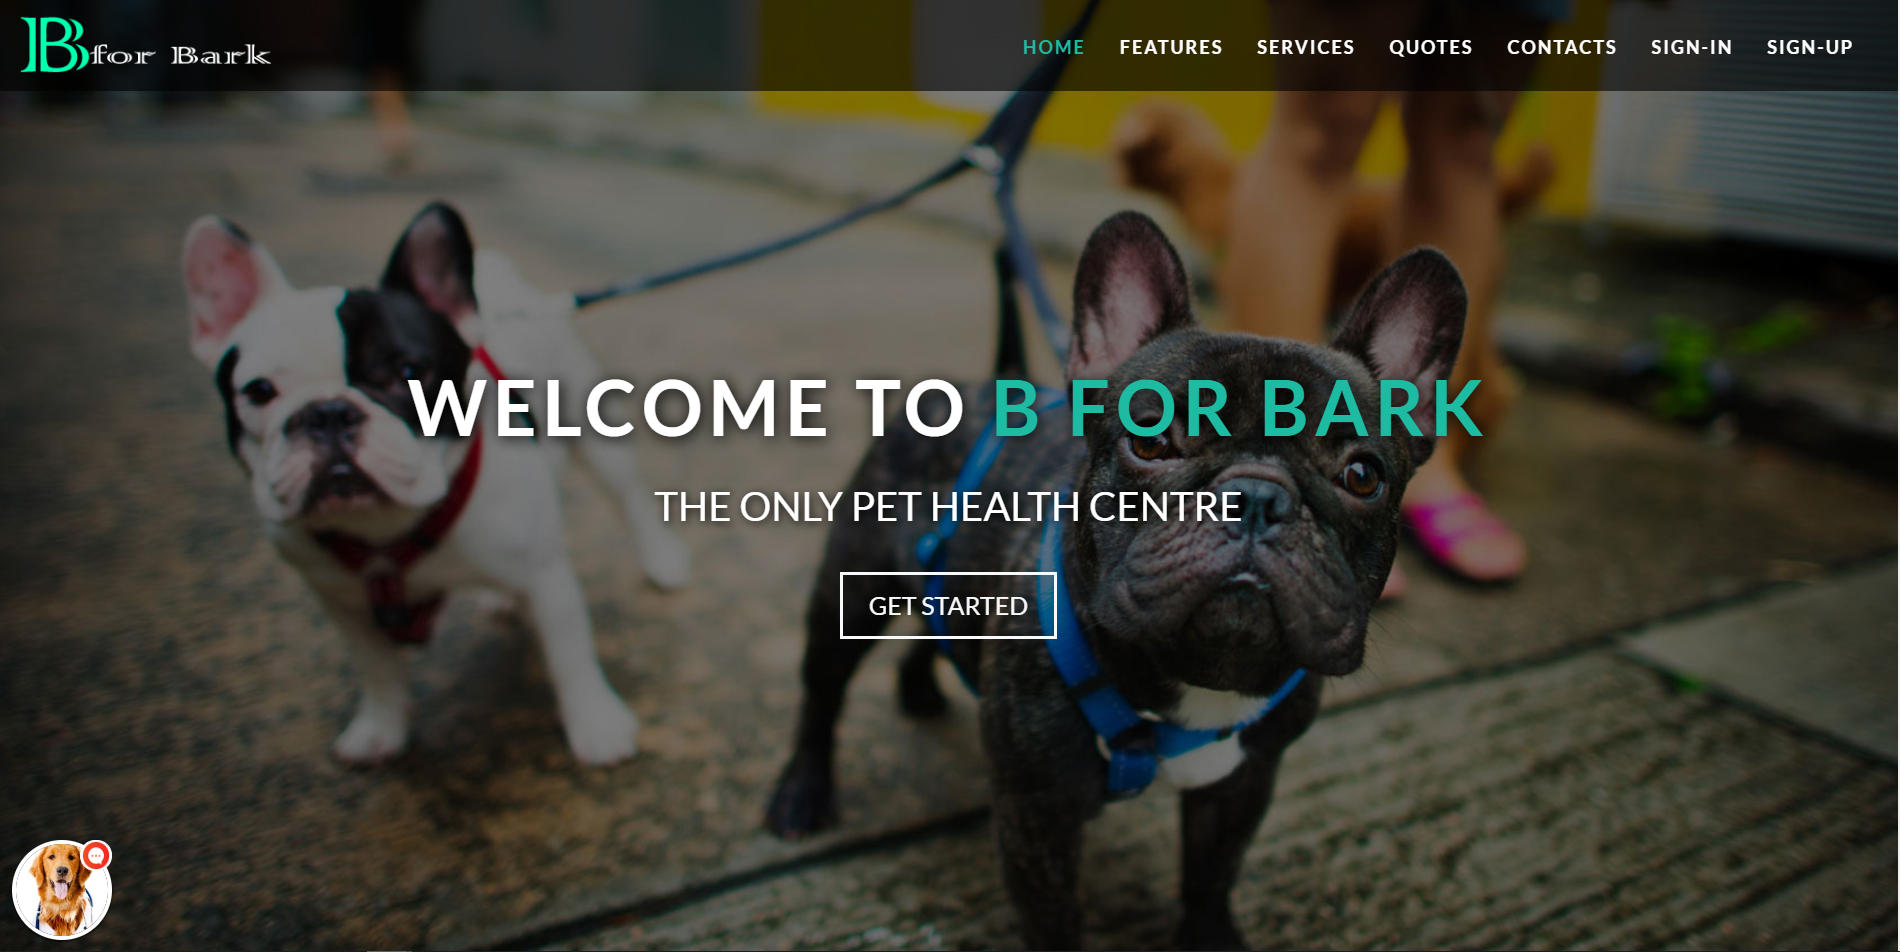 B for Bark
HOME FEATURES SERVICES QUOTES CONTACTS SIGN-IN SIGN-UP
WELCOME TO B FOR BARK
THE ONLY PET HEALTH CENTRE
GET STARTED